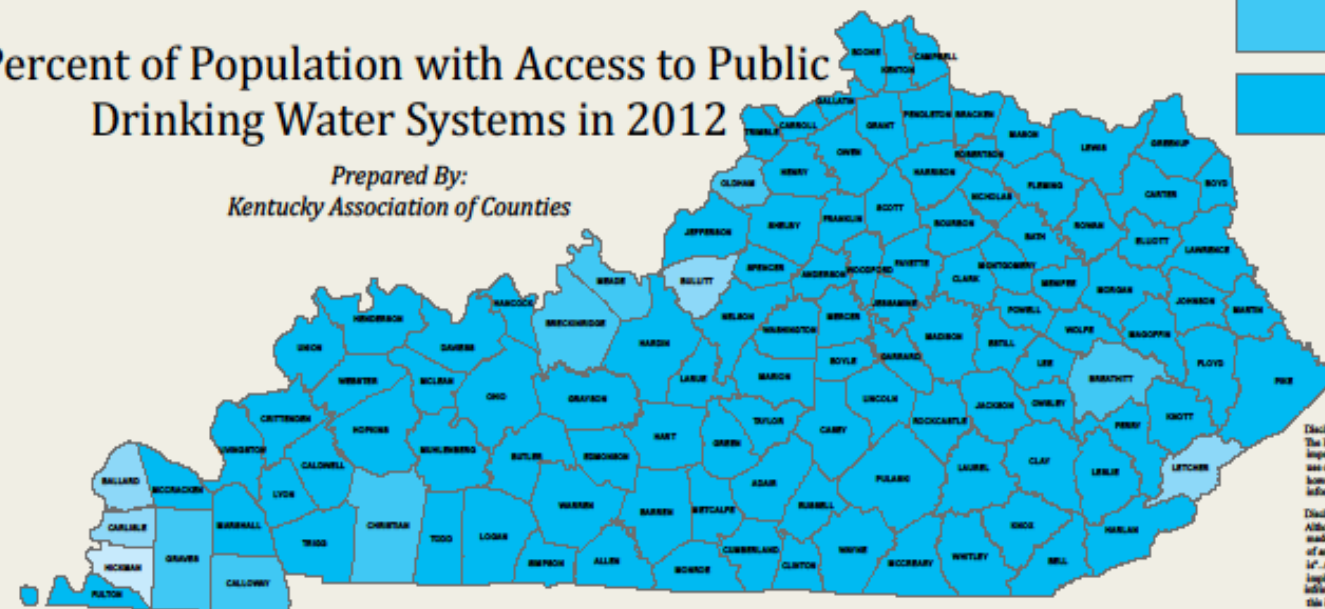 Percent of Population with Access to Public
Drinking Water Systems in 2012
Prepared By:
Kentucky Association of Counties
BOONE
KENTON
CAMPBELL
GALLATIN
TRIMBLE
CARROLL
GRANT
PENDLETON
BRACKEN
MASON
LEWIS
GREENUP
OWEN
ROBERTSON
OLDHAM
HENRY
HARRISON
NICHOLAS
FLEMING
CARTER
BOYD
JEFFERSON
SHELBY
FRANKLIN
SCOTT
BOURBON
BATH
ROWAN
ELLIOTT
LAWRENCE
MEADE
BULLITT
SPENCER
ANDERSON
WOODFORD
FAYETTE
CLARK
MONTGOMERY
MENIFEE
MORGAN
JOHNSON
MARTIN
HANCOCK
BRECKINRIDGE
HENDERSON
UNION
DAVIESS
HARDIN
NELSON
WASHINGTON
MERCER
JESSAMINE
MADISON
ESTILL
POWELL
WOLFE
MAGOFFIN
FLOYD
PIKE
WEBSTER
MCLEAN
OHIO
GRAYSON
LARUE
MARION
BOYLE
GARRARD
LEE
BREATHITT
CRITTENDEN
HOPKINS
MUHLENBERG
BUTLER
EDMONSON
HART
GREEN
TAYLOR
CASEY
LINCOLN
ROCKCASTLE
JACKSON
OWSLEY
PERRY
KNOTT
LIVINGSTON
CALDWELL
LYON
BALLARD
MCCRACKEN
CARLISLE
MARSHALL
CHRISTIAN
TODD
LOGAN
WARREN
BARREN
METCALFE
ADAIR
RUSSELL
PULASKI
LAUREL
CLAY
LESLIE
LETCHER
HARLAN
KNOX
HICKMAN
GRAVES
FULTON
CALLOWAY
TRIGG
SIMPSON
ALLEN
MONROE
CUMBERLAND
CLINTON
WAYNE
MCCREARY
WHITLEY
BELL